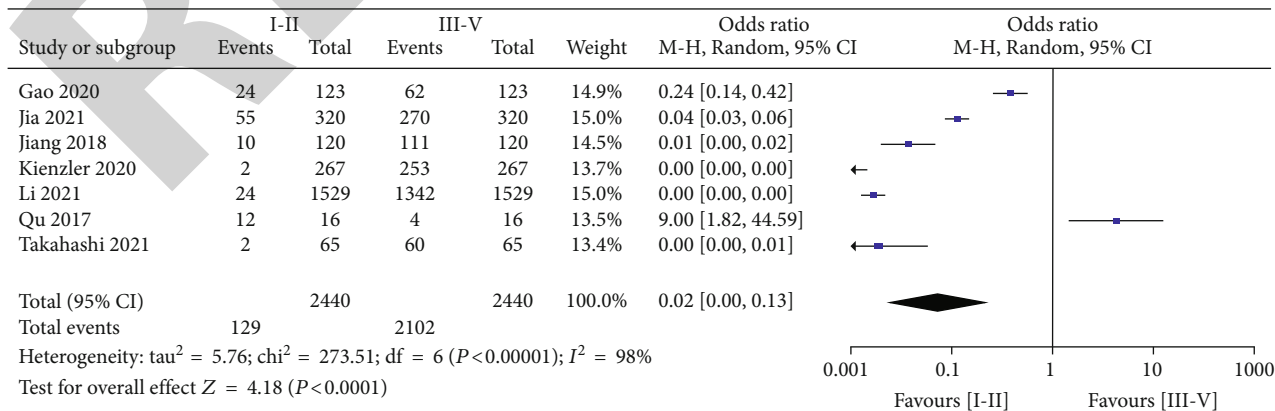 I-II III-V Odds ratio Odds ratio
Study or subgroup Events Total Events Total Weight M-H, Random, 95% CI M-H, Random, 95% CI
Gao 2020 24 123 62 123 14.9% 0.24 [0.14, 0.42]
Jia 2021 55 320 270 320 15.0% 0.04 [0.03, 0.06]
Jiang 2018 10 120 111 120 14.5% 0.01 [0.00, 0.02]
Kienzler 2020 2 267 253 267 13.7% 0.00 [0.00, 0.00]
Li 2021 24 1529 1342 1529 15.0% 0.00 [0.00, 0.00]
Qu 2017 12 16 4 16 13.5% 9.00 [1.82, 44.59]
Takahashi 2021 2 65 60 65 13.4% 0.00 [0.00, 0.01]
Total (95% CI) 2440 2440 100.0% 0.02 [0.00, 0.13]
Total events 129 2102
Heterogeneity: tau² = 5.76; chi² = 273.51; df = 6 (P<0.00001); I² = 98%
Test for overall effect Z = 4.18 (P<0.0001)
0.001 0.1 1 10 1000
Favours [I-II] Favours [III-V]